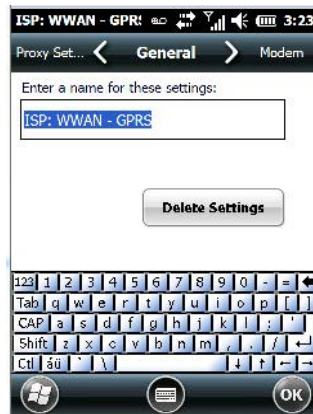 ISP: WWAN - GPR: 3:23
Proxy Set... General Modem
Enter a name for these settings:
ISP: WWAN - GPRS
Delete Settings
123 1 2 3 4 5 6 7 8 9 0 - =
Tab q w e r t y u i o p [ ]
CAP a s d f g h j k l ; '
Shift z x c v b n m , . /
Ctl áü ` \
OK